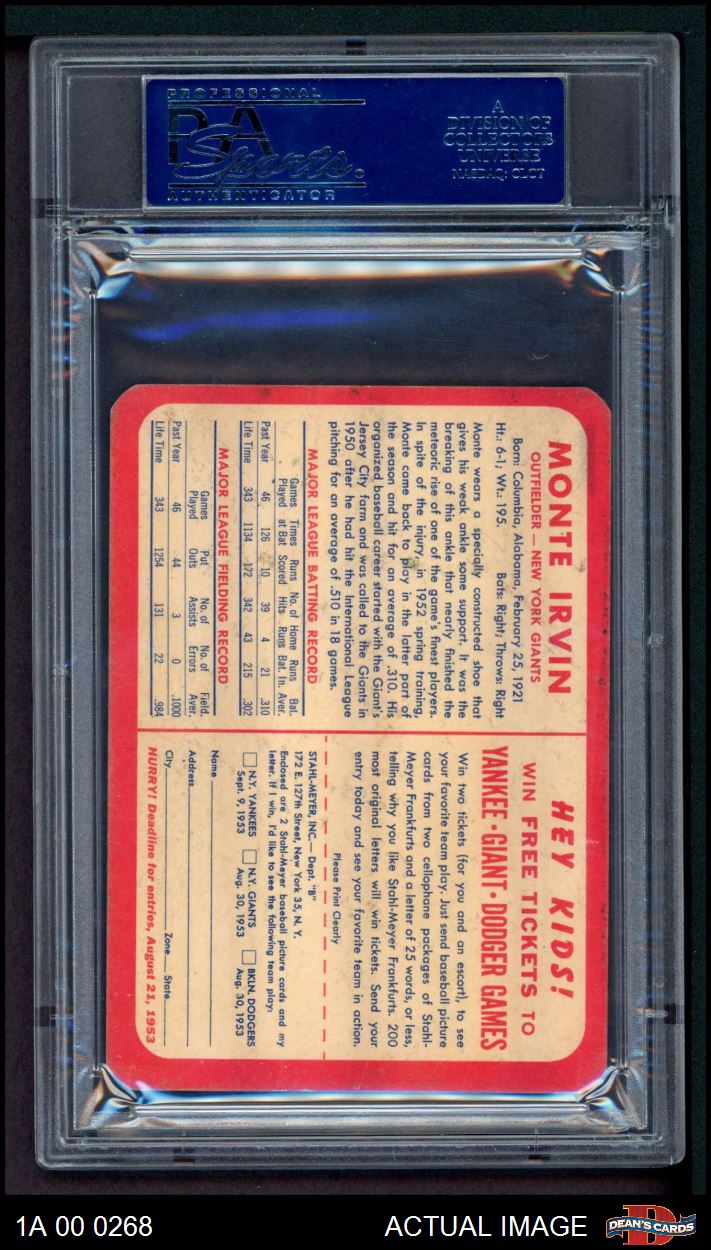 PROFESSIONAL
PSA
Sports®
AUTHENTICATOR
A
DIVISION OF
COLLECTORS
UNIVERSE
NASDAQ: CLCT
MONTE IRVIN
OUTFIELDER — NEW YORK GIANTS
Born: Columbia, Alabama, February 25, 1921
Ht.: 6-1; Wt.: 195. Bats: Right; Throws: Right
Monte wears a specially constructed shoe that
gives his weak ankle some support. It was the
breaking of this ankle that nearly finished the
meteoric rise of one of the game's finest players.
In spite of the injury, in 1952 spring training,
Monte came back to play in the latter part of
the season and hit for an average of .310. His
organized baseball career started with the Giant's
Jersey City farm and was called to the Giants in
1950 after he had hit the International League
pitching for an average of .510 in 18 games.
MAJOR LEAGUE BATTING RECORD
Games Times Runs No. of Home Runs Bat.
Played at Bat Scored Hits Runs Bat. In Aver.
Past Year 46 126 10 39 4 21 .310
Life Time 343 1134 172 342 43 215 .302
MAJOR LEAGUE FIELDING RECORD
Games Put No. of No. of Field.
Played Outs Assists Errors Aver.
Past Year 46 44 3 0 .1000
Life Time 343 1254 131 22 .984
HEY KIDS!
WIN FREE TICKETS TO
YANKEE • GIANT • DODGER GAMES
Win two tickets (for you and an escort), to see
your favorite team play. Just send baseball picture
cards from two cellophane packages of Stahl-
Meyer Frankfurts and a letter of 25 words, or less,
telling why you like Stahl-Meyer Frankfurts. 200
most original letters will win tickets. Send your
entry today and see your favorite team in action.
Please Print Clearly
STAHL-MEYER, INC.— Dept. "B"
172 E. 127th Street, New York 35, N. Y.
Enclosed are 2 Stahl-Meyer baseball picture cards and my
letter. If I win, I'd like to see the following team play:
N.Y. YANKEES N.Y. GIANTS BKLN. DODGERS
Sept. 9, 1953 Aug. 30, 1953 Aug. 30, 1953
Name
Address
City Zone State
HURRY! Deadline for entries, August 21, 1953
1A 00 0268
ACTUAL IMAGE
D
DEAN'S CARDS